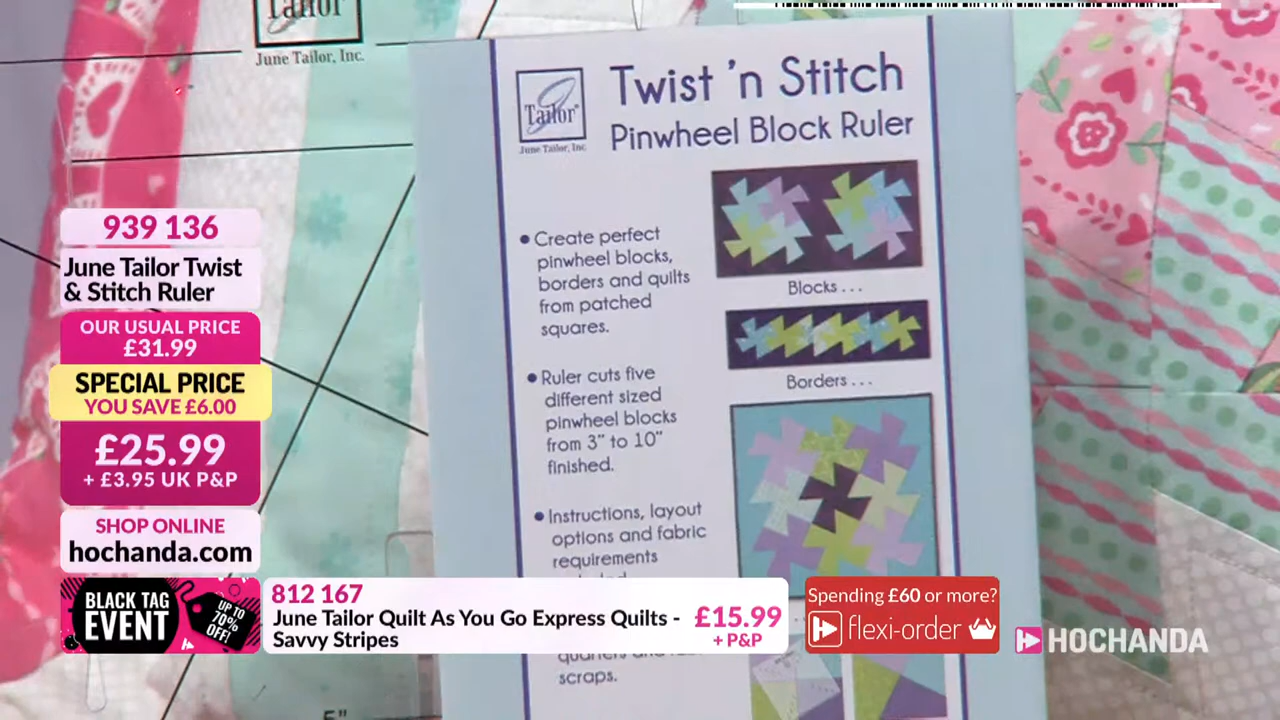 Tailor
June Tailor, Inc.
Tailor
June Tailor, Inc.
Twist 'n Stitch
Pinwheel Block Ruler
• Create perfect
pinwheel blocks,
borders and quilts
from patched
squares.
• Ruler cuts five
different sized
pinwheel blocks
from 3" to 10"
finished.
• Instructions, layout
options and fabric
requirements
scraps.
Blocks...
Borders...
939 136
June Tailor Twist
& Stitch Ruler
OUR USUAL PRICE
£31.99
SPECIAL PRICE
YOU SAVE £6.00
£25.99
+ £3.95 UK P&P
SHOP ONLINE
hochanda.com
BLACK TAG
EVENT
UP TO
70%
OFF!
812 167
June Tailor Quilt As You Go Express Quilts -
Savvy Stripes
£15.99
+ P&P
Spending £60 or more?
flexi-order
HOCHANDA
5"